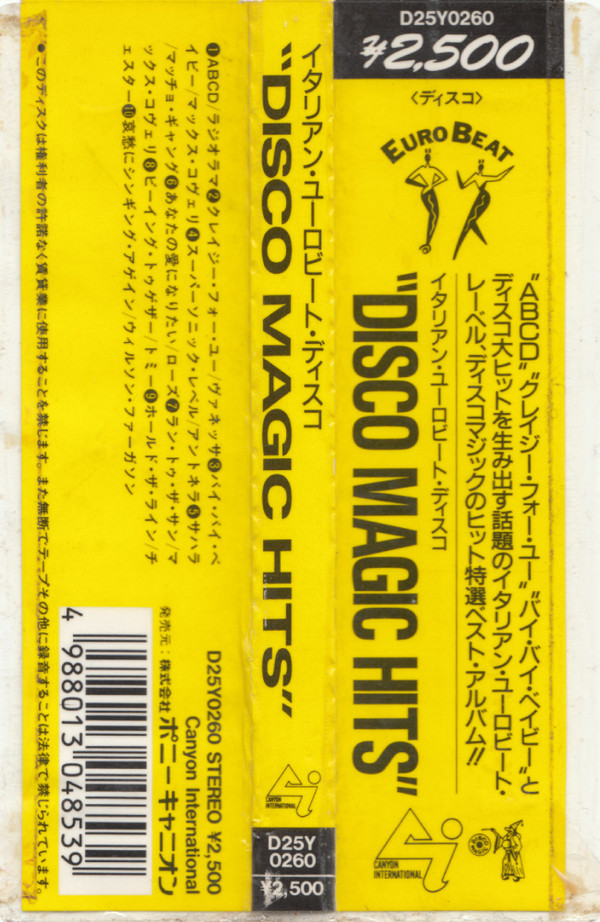 D25Y0260
¥2,500
〈ディスコ〉
EURO BEAT
"ABCD""クレイジー・フォー・ユー""バイ・バイ・ベイビー"と
ディスコ大ヒットを生み出す話題のイタリアン・ユーロビート・
レーベル、ディスコマジックのヒット特選ベスト・アルバム!!
イタリアン・ユーロビート・ディスコ
"DISCO MAGIC HITS"
CANYON
INTERNATIONAL
イタリアン・ユーロビート・ディスコ
"DISCO MAGIC HITS"
CANYON
INTERNATIONAL
D25Y
0260
¥2,500
❶ABCD/ラジオラマ❷クレイジー・フォー・ユー/ヴァネッサ❸バイ・バイ・ベ
イビー/マックス・コヴェリ❹スーパーソニック・レベル/アントネラ❺サハラ
/マッチョ・ギャング❻あなたの愛になりたい/ローズ❼ラン・トゥ・ザ・サン/マ
ックス・コヴェリ❽ビーイング・トゥゲザー/トミー❾ホールド・ザ・ライン/チ
ェスター❿哀愁にシンギング・アゲイン/ウィルソン・ファーガソン
D25Y0260 STEREO ¥2,500
Canyon International
発売元:株式会社ポニーキャニオン
4 988013 048539
●このディスクは権利者の許諾なく賃貸業に使用することを禁じます。また無断でテープその他に録音することは法律で禁じられています。